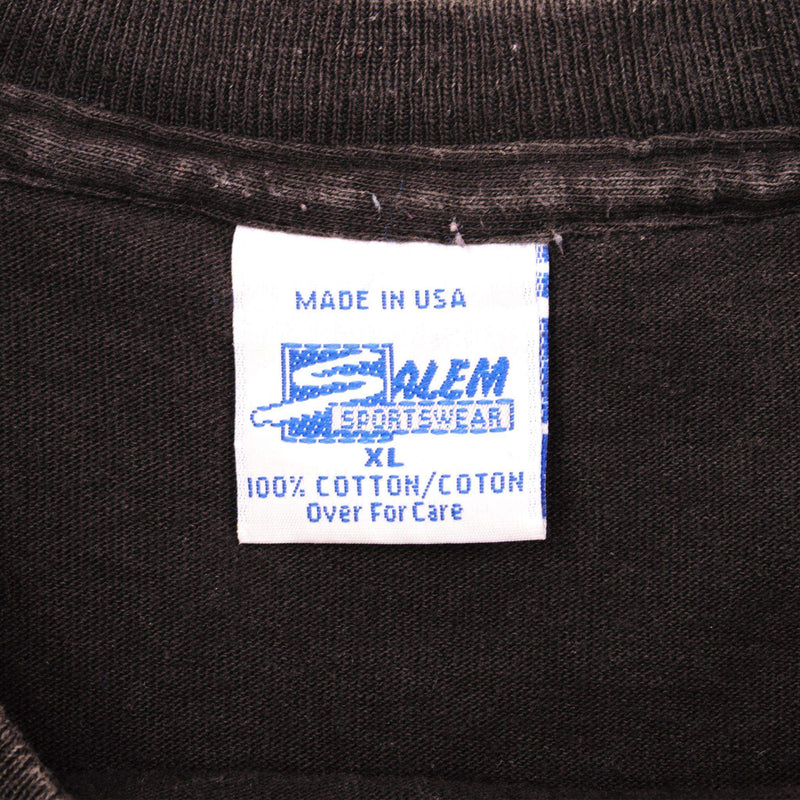 MADE IN USA
SALEM
SPORTSWEAR
XL
100% COTTON/COTON
Over For Care